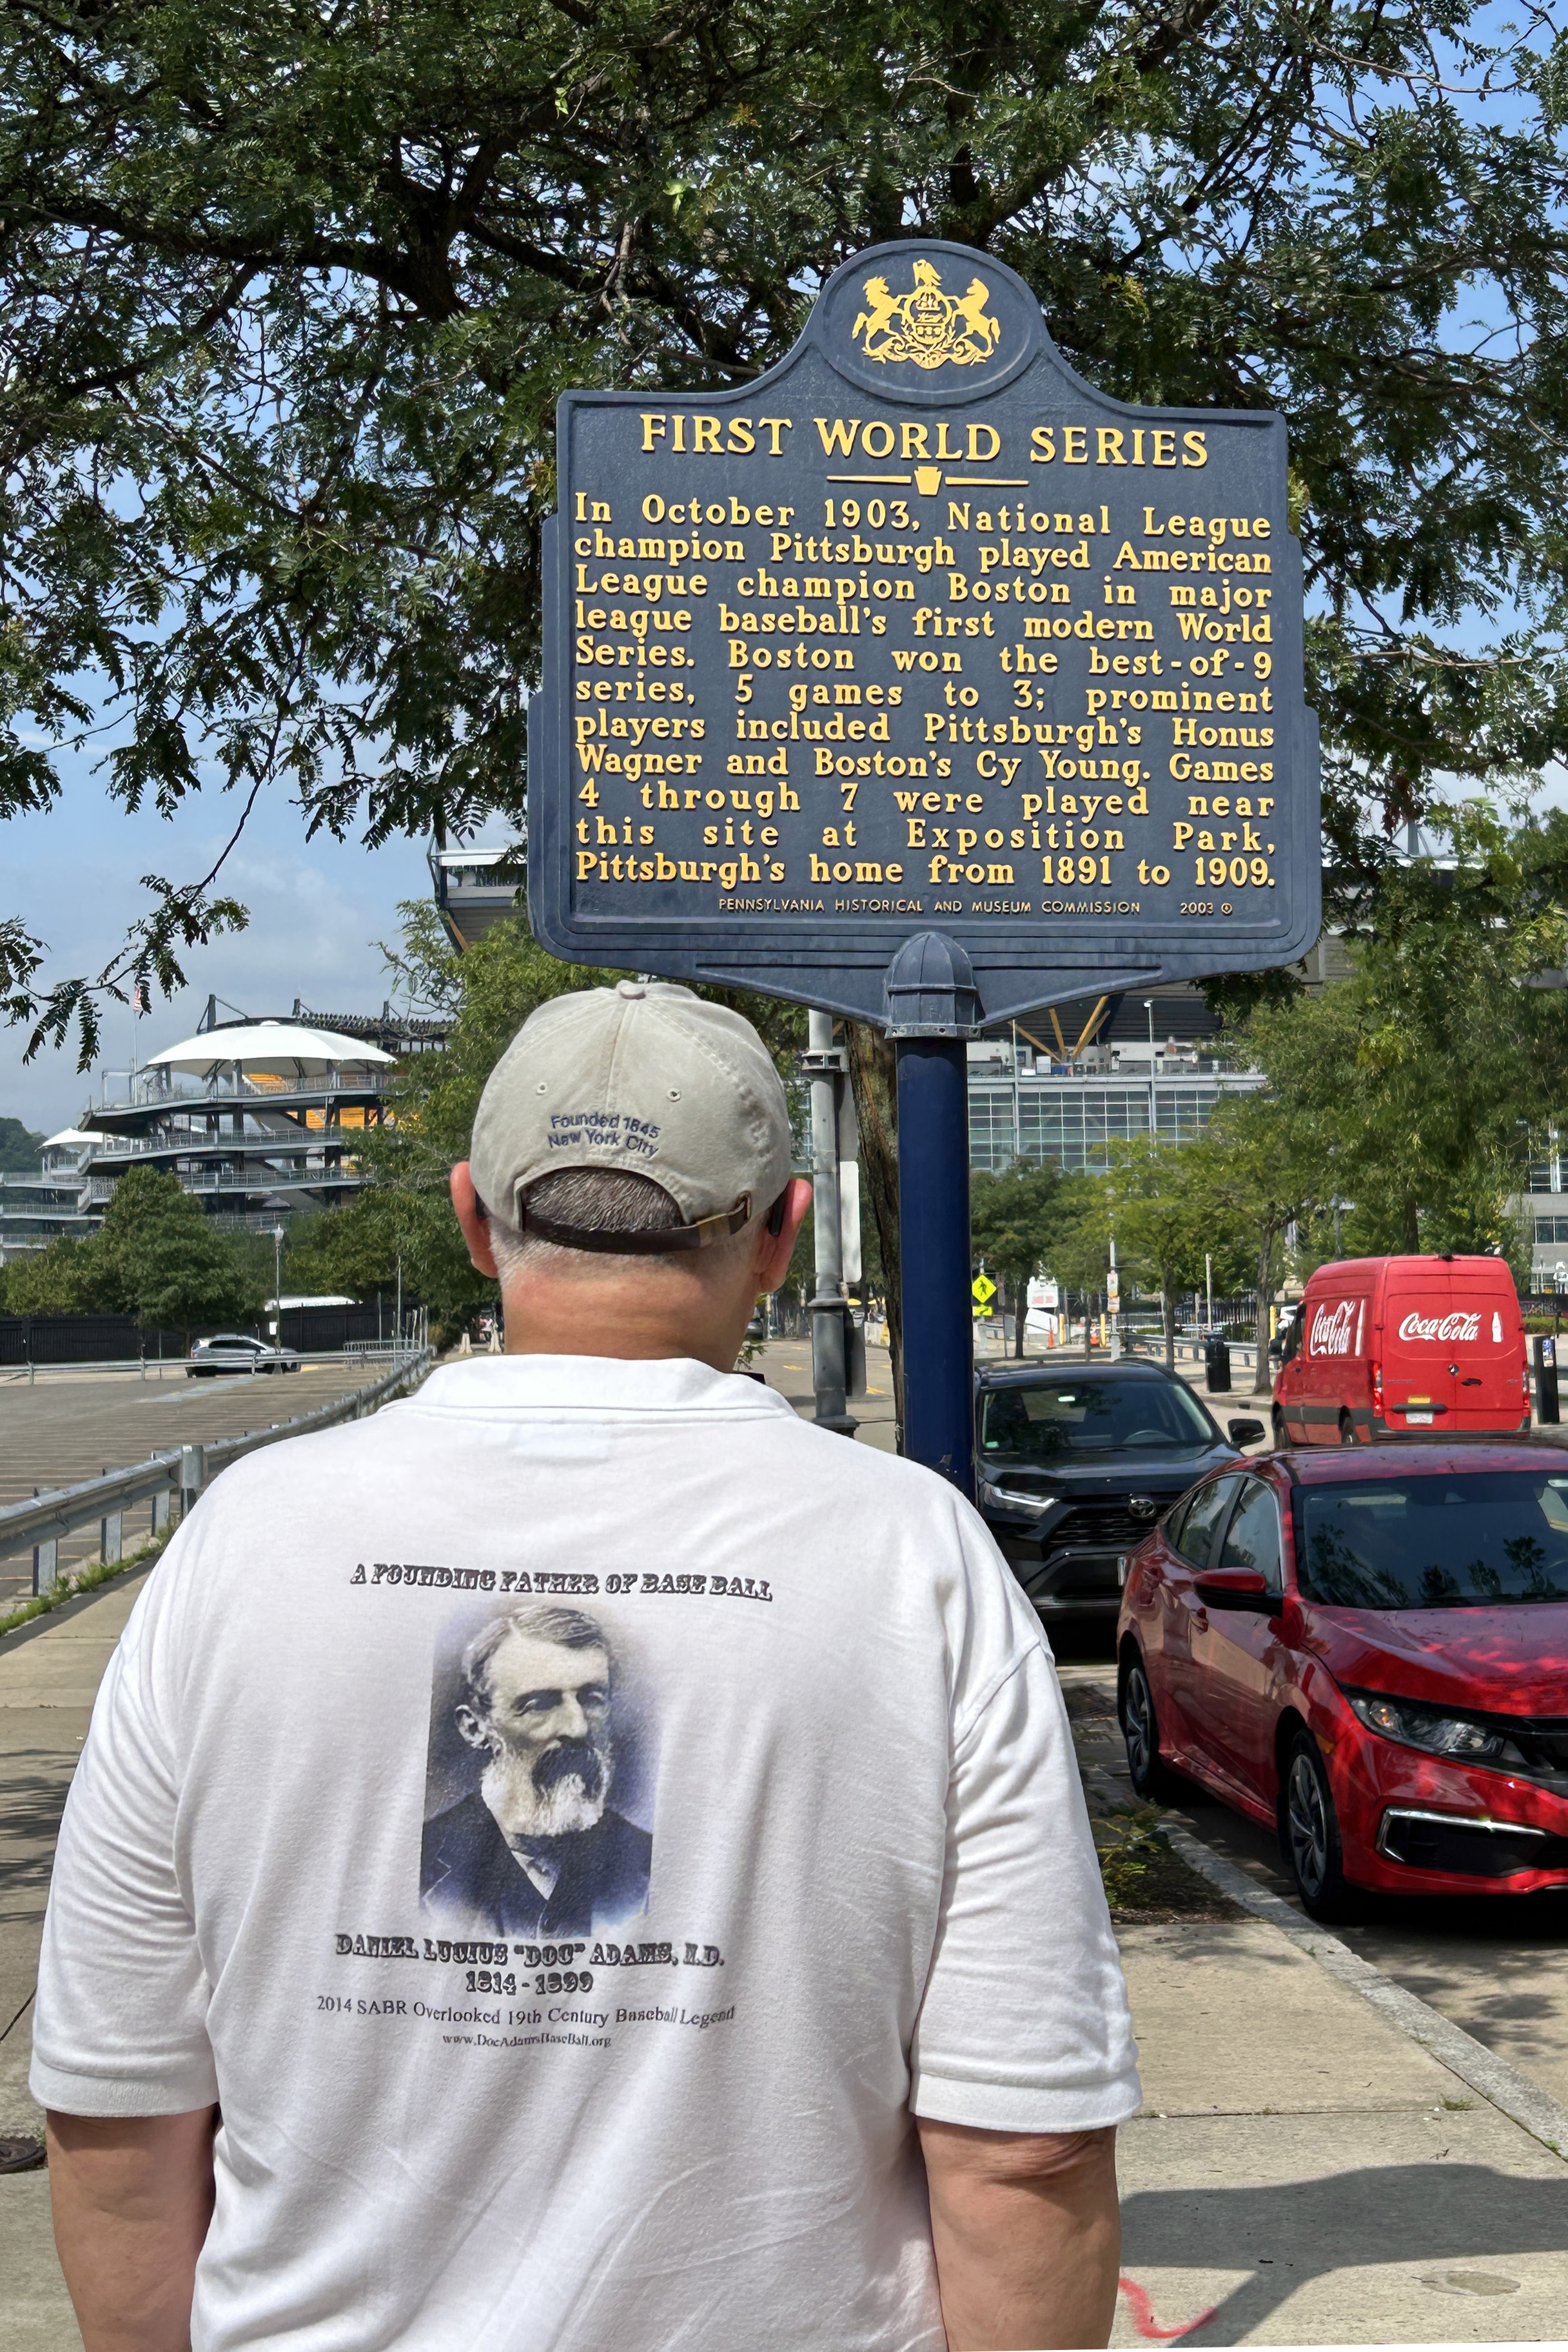 FIRST WORLD SERIES
In October 1903, National League
champion Pittsburgh played American
League champion Boston in major
league baseball's first modern World
Series. Boston won the best-of-9
series, 5 games to 3; prominent
players included Pittsburgh's Honus
Wagner and Boston's Cy Young. Games
4 through 7 were played near
this site at Exposition Park,
Pittsburgh's home from 1891 to 1909.
PENNSYLVANIA HISTORICAL AND MUSEUM COMMISSION 2003 ©
Founded 1845
New York City
Coca-Cola
Coca-Cola
A FOUNDING FATHER OF BASE BALL
DANIEL LUCIUS "DOC" ADAMS, M.D.
1814 - 1899
2014 SABR Overlooked 19th Century Baseball Legend
www.DocAdamsBaseBall.org